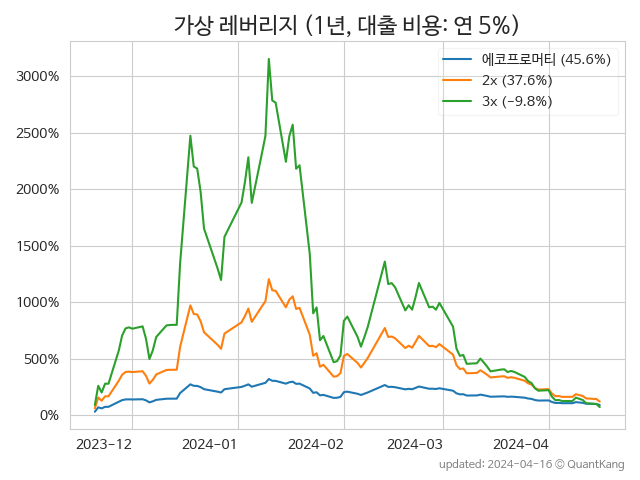 가상 레버리지 (1년, 대출 비용: 연 5%)
에코프로머티 (45.6%)
2x (37.6%)
3x (-9.8%)
3000%
2500%
2000%
1500%
1000%
500%
0%
2023-12 2024-01 2024-02 2024-03 2024-04
updated: 2024-04-16 © QuantKang